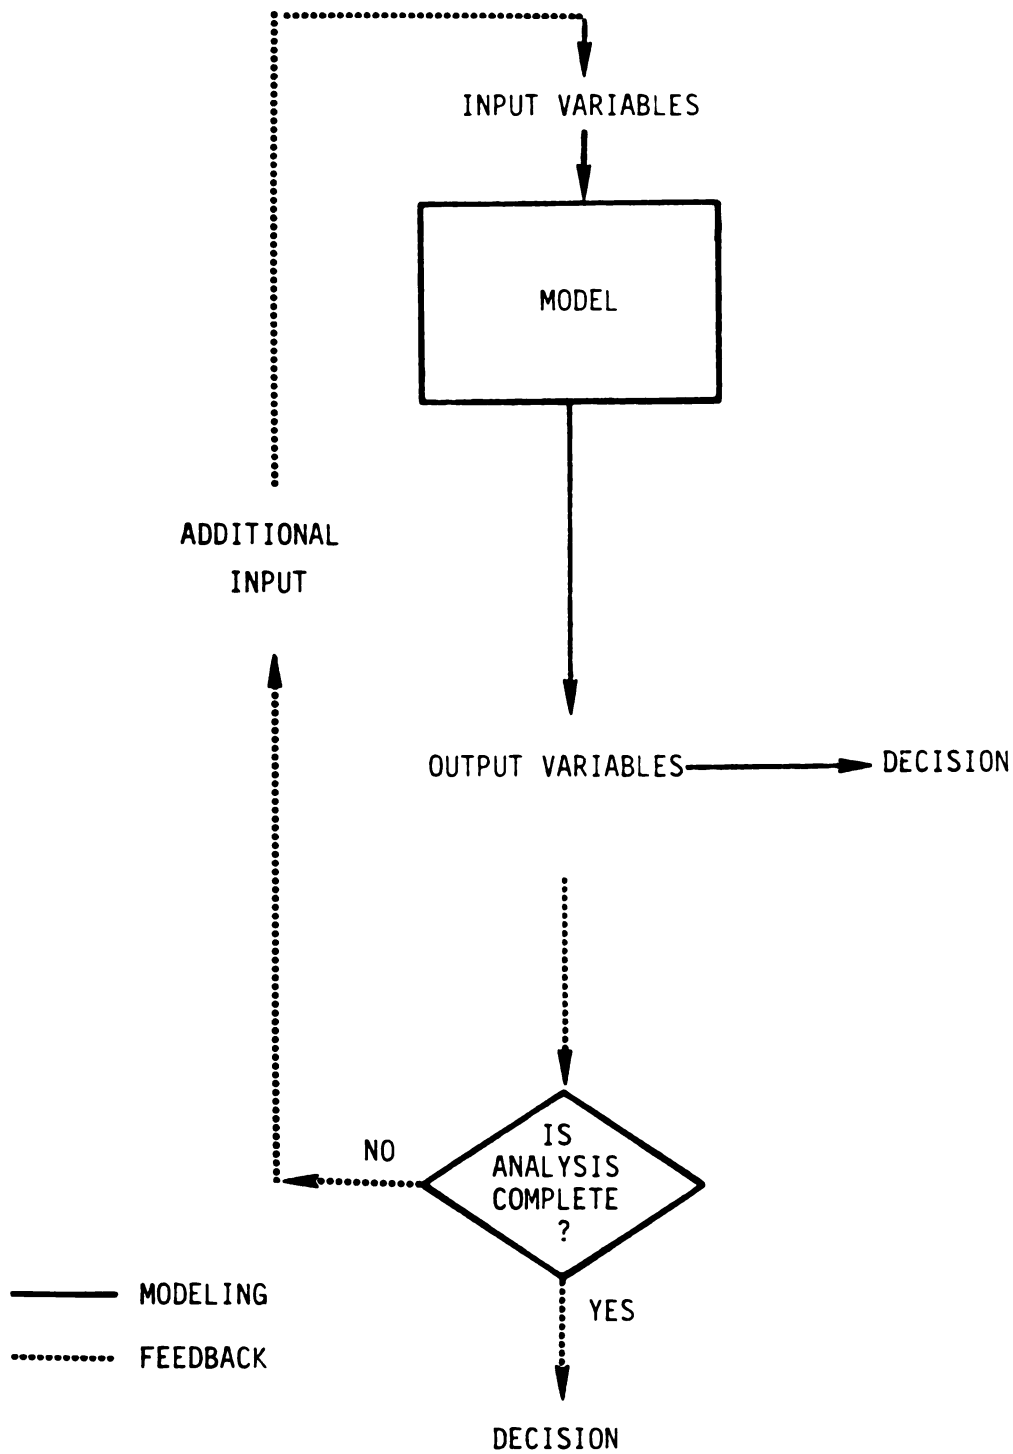 INPUT VARIABLES
MODEL
ADDITIONAL
INPUT
OUTPUT VARIABLES
DECISION
IS
ANALYSIS
COMPLETE
?
NO
YES
MODELING
FEEDBACK
DECISION